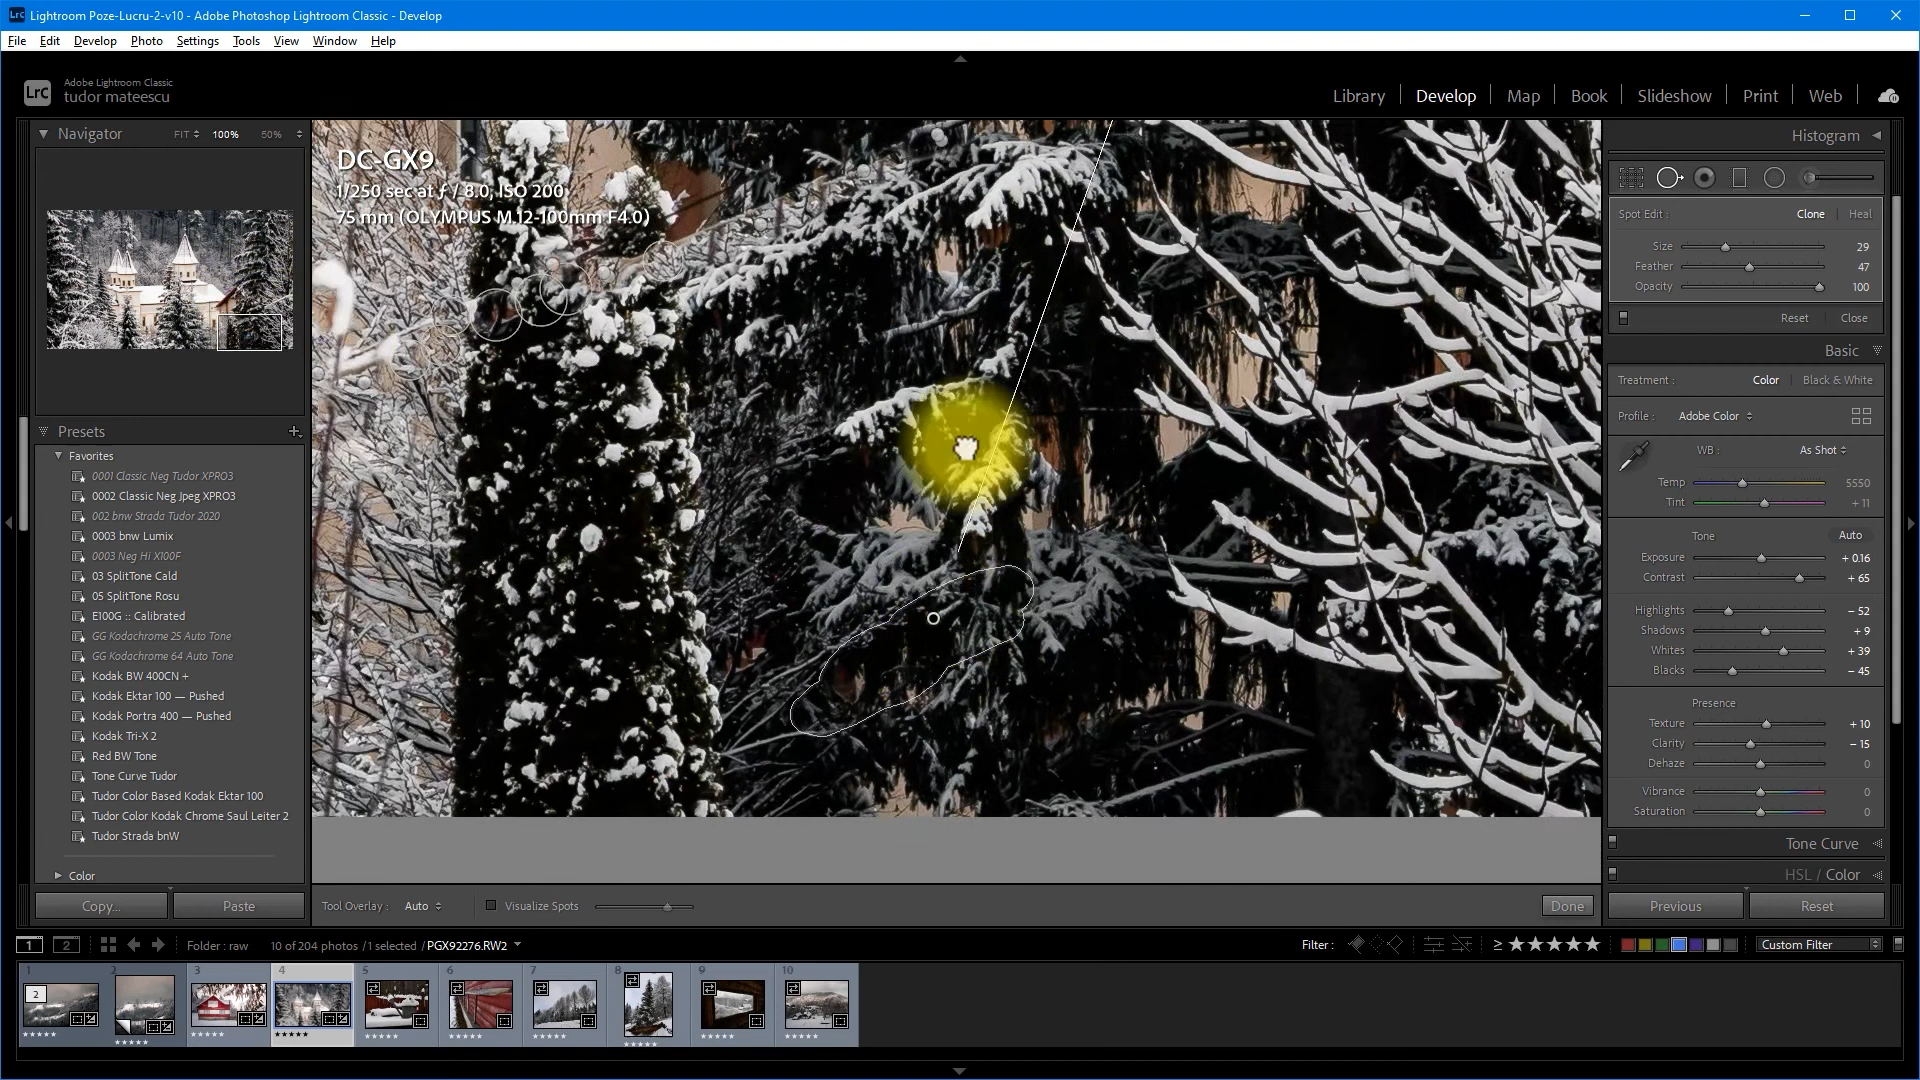 Lightroom Poze-Lucru-2-v10 - Adobe Photoshop Lightroom Classic - Develop
File Edit Develop Photo Settings Tools View Window Help
LrC Adobe Lightroom Classic
tudor mateescu
Library Develop Map Book Slideshow Print Web
Navigator FIT 100% 50%
Presets
Favorites
0001 Classic Neg Tudor XPRO3
0002 Classic Neg Jpeg XPRO3
002 bnw Strada Tudor 2020
0003 bnw Lumix
0003 Neg Hi X100F
03 SplitTone Cald
05 SplitTone Rosu
E100G :: Calibrated
GG Kodachrome 25 Auto Tone
GG Kodachrome 64 Auto Tone
Kodak BW 400CN +
Kodak Ektar 100 — Pushed
Kodak Portra 400 — Pushed
Kodak Tri-X 2
Red BW Tone
Tone Curve Tudor
Tudor Color Based Kodak Ektar 100
Tudor Color Kodak Chrome Saul Leiter 2
Tudor Strada bnW
Color
Copy... Paste
DC-GX9
1/250 sec at ƒ / 8.0, ISO 200
75 mm (OLYMPUS M.12-100mm F4.0)
Tool Overlay : Auto Visualize Spots Done
Histogram
Spot Edit : Clone Heal
Size 29
Feather 47
Opacity 100
Reset Close
Basic
Treatment : Color Black & White
Profile : Adobe Color
WB : As Shot
Temp 5550
Tint + 11
Tone Auto
Exposure + 0.16
Contrast + 65
Highlights – 52
Shadows + 9
Whites + 39
Blacks – 45
Presence
Texture + 10
Clarity – 15
Dehaze 0
Vibrance 0
Saturation 0
Tone Curve
HSL / Color
Previous Reset
1 2 Folder : raw 10 of 204 photos / 1 selected / PGX92276.RW2 Filter : ≥ ★★★★★ Custom Filter
1 2 3 4 5 6 7 8 9 10
2